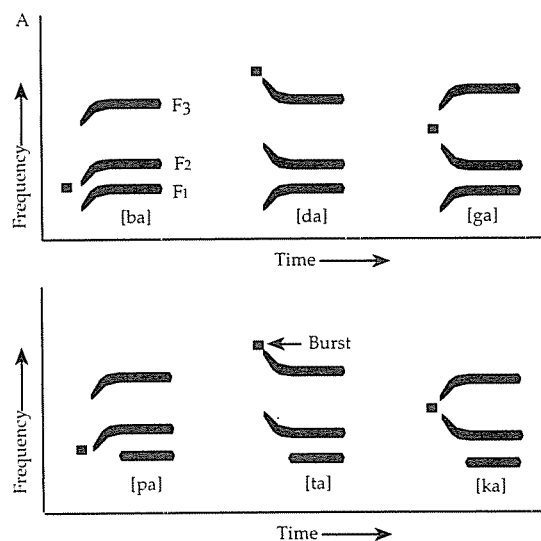 A
Frequency
F3
F2
F1
[ba]
[da]
[ga]
Time
Burst
Frequency
[pa]
[ta]
[ka]
Time